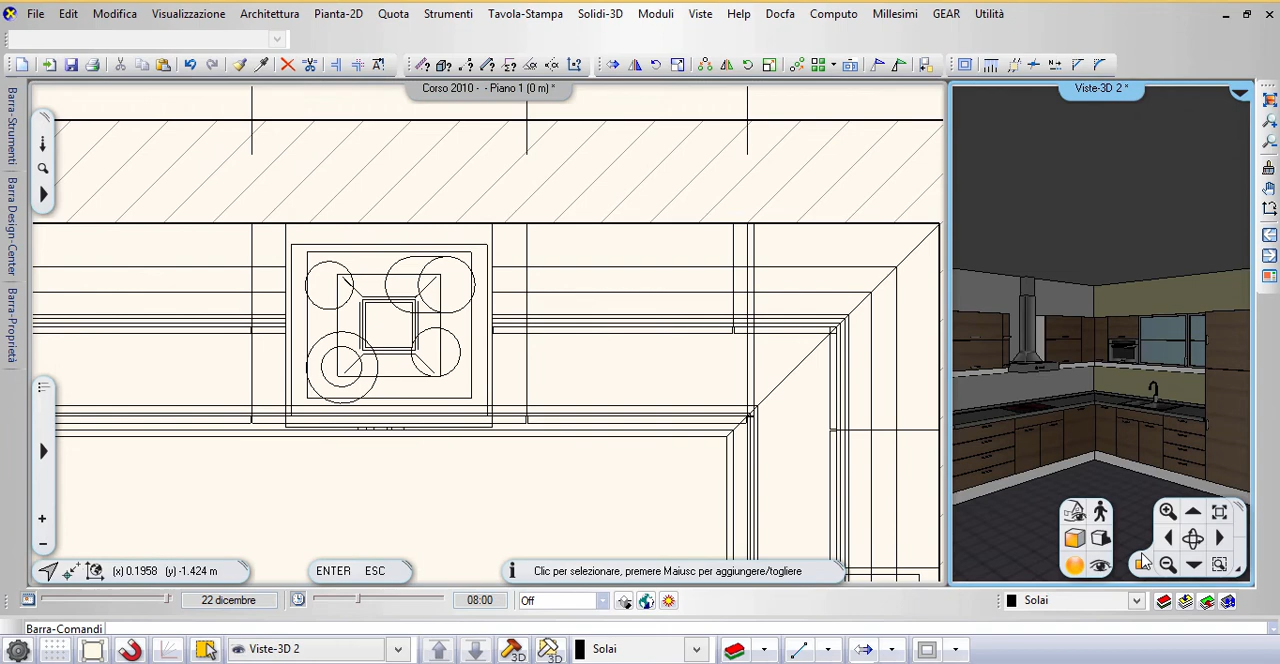 File Edit Modifica Visualizzazione Architettura Pianta-2D Quota Strumenti Tavola-Stampa Solidi-3D Moduli Viste Help Docfa Computo Millesimi GEAR Utilità
Corso 2010 - - Piano 1 (0 m) *
Viste-3D 2 *
Barra-Strumenti
Barra Design-Center
Barra-Proprietà
(x) 0.1958 (y) -1.424 m
ENTER ESC
Clic per selezionare, premere Maiusc per aggiungere/togliere
22 dicembre
08:00
Off
Solai
Barra-Comandi
Viste-3D 2
3D
3D
Solai